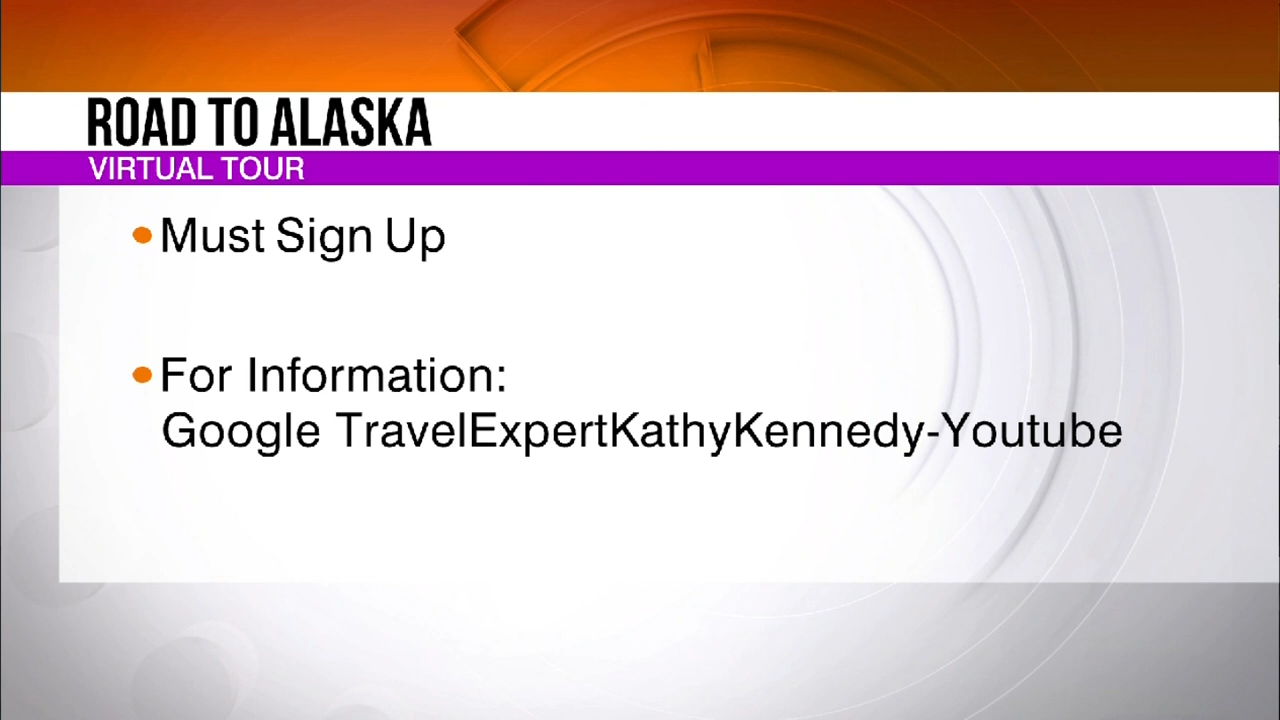 ROAD TO ALASKA
VIRTUAL TOUR
•Must Sign Up
•For Information:
Google TravelExpertKathyKennedy-Youtube